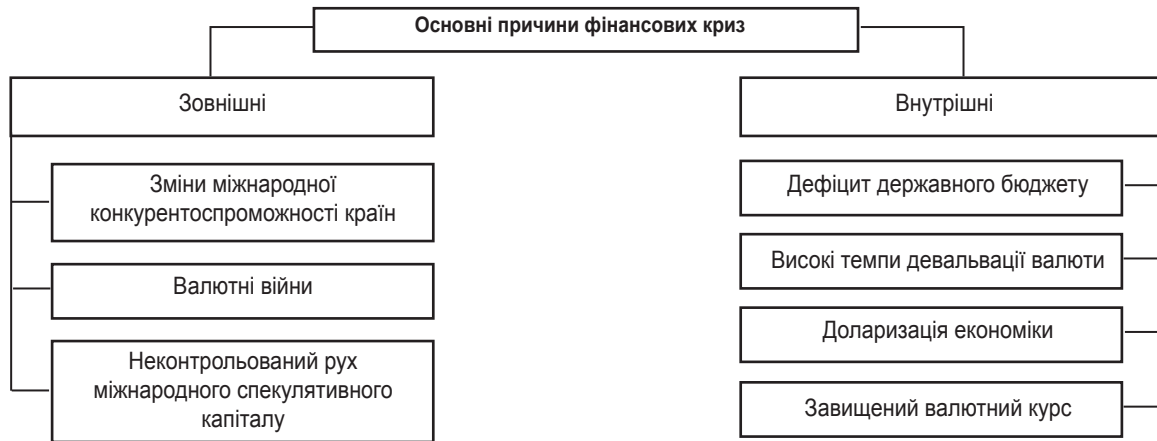 Основні причини фінансових криз
Зовнішні
Зміни міжнародної
конкурентоспроможності країн
Валютні війни
Неконтрольований рух
міжнародного спекулятивного
капіталу
Внутрішні
Дефіцит державного бюджету
Високі темпи девальвації валюти
Доларизація економіки
Завищений валютний курс